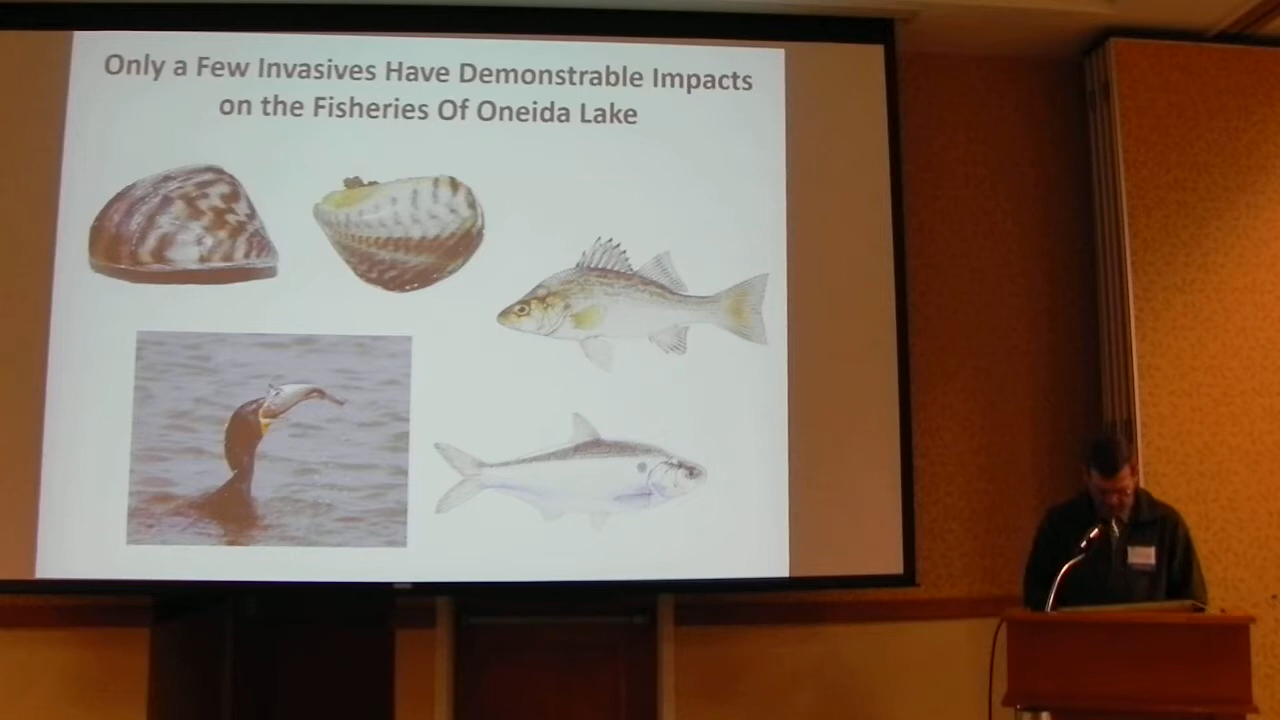 Only a Few Invasives Have Demonstrable Impacts
on the Fisheries Of Oneida Lake